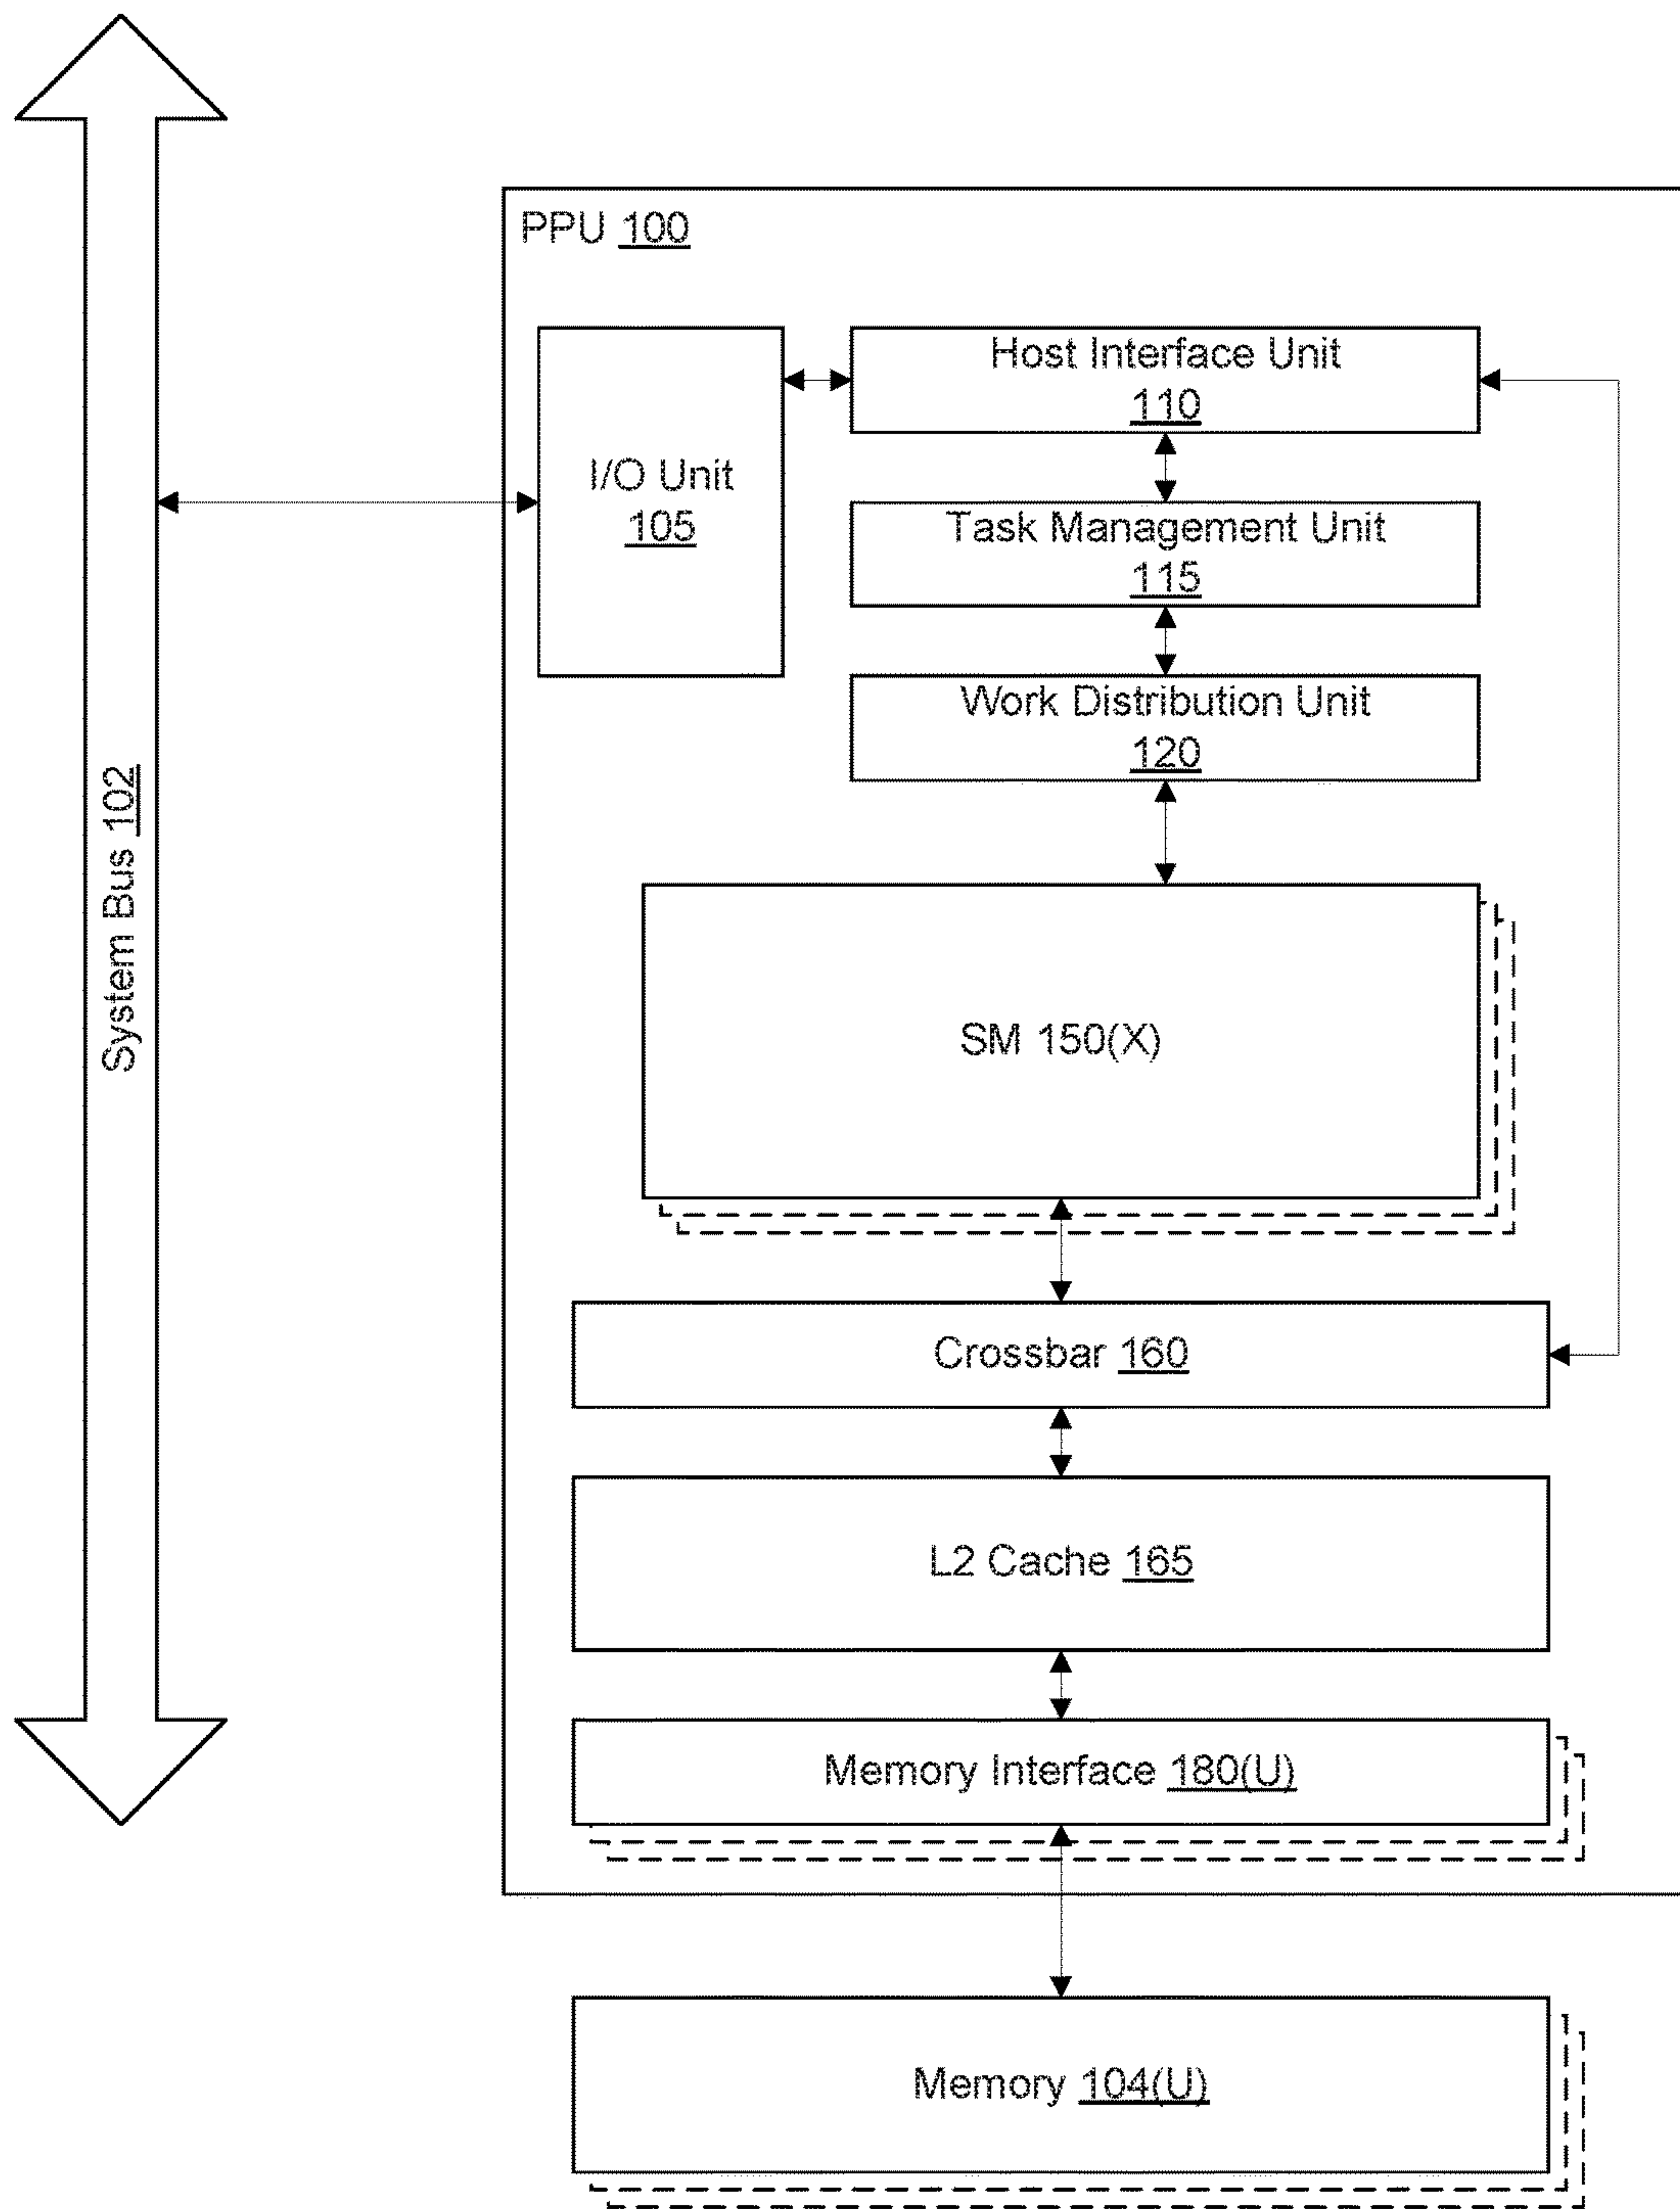 PPU 100
Host Interface Unit
110
I/O Unit
105
Task Management Unit
115
Work Distribution Unit
120
System Bus 102
SM 150(X)
Crossbar 160
L2 Cache 165
Memory Interface 180(U)
Memory 104(U)